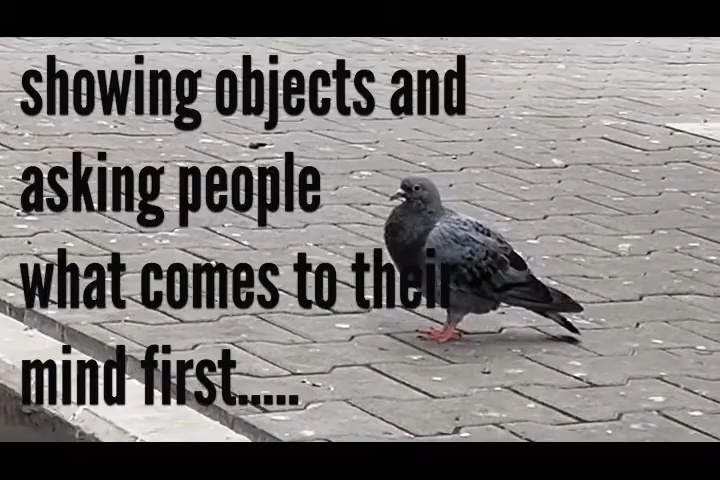 showing objects and
asking people
what comes to their
mind first.....